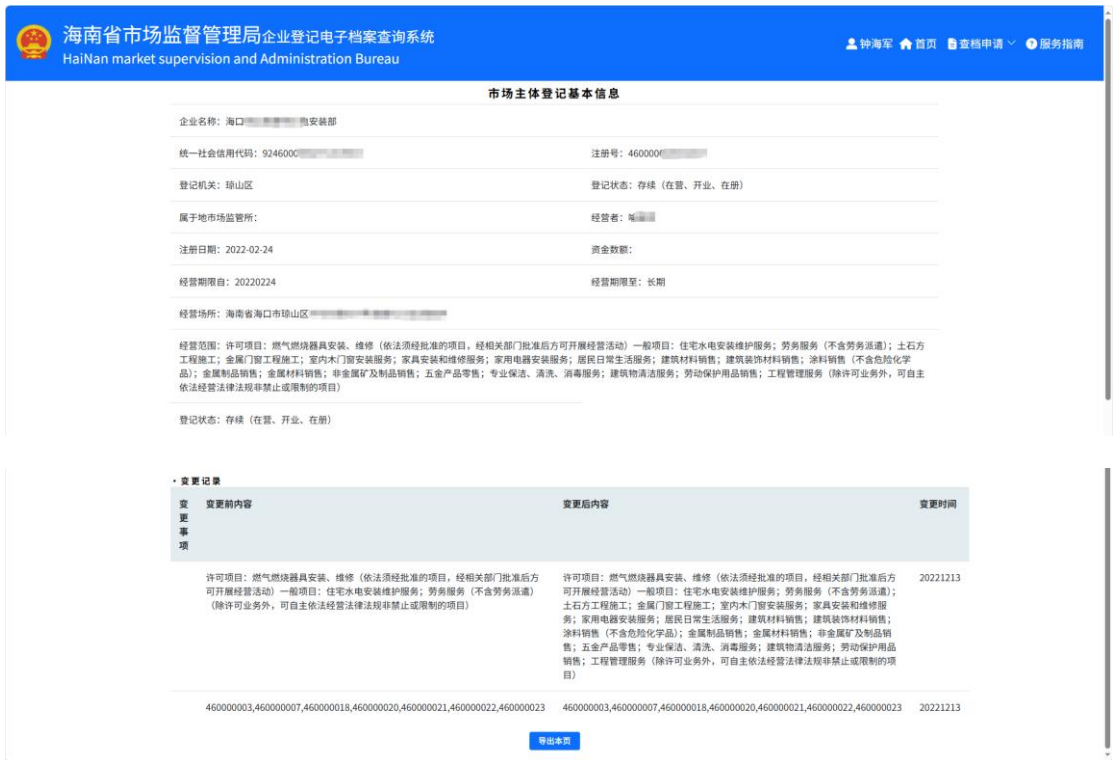 海南省市场监督管理局企业登记电子档案查询系统
HaiNan market supervision and Administration Bureau
钟海军 首页 查档申请 服务指南
市场主体登记基本信息
企业名称：海口 安装部
统一社会信用代码：924600 注册号：460000
登记机关：琼山区 登记状态：存续（在营、开业、在册）
属于地市场监管所： 经营者：
注册日期：2022-02-24 资金数额：
经营期限自：20220224 经营期限至：长期
经营场所：海南省海口市琼山区
经营范围：许可项目：燃气燃烧器具安装、维修（依法须经批准的项目，经相关部门批准后方可开展经营活动）一般项目：住宅水电安装维护服务；劳务服务（不含劳务派遣）；土石方
工程施工；金属门窗工程施工；室内木门窗安装服务；家具安装和维修服务；家用电器安装服务；居民日常生活服务；建筑材料销售；建筑装饰材料销售；涂料销售（不含危险化学
品）；金属制品销售；金属材料销售；非金属矿及制品销售；五金产品零售；专业保洁、清洗、消毒服务；建筑物清洁服务；劳动保护用品销售；工程管理服务（除许可业务外，可自主
依法经营法律法规非禁止或限制的项目）
登记状态：存续（在营、开业、在册）
· 变更记录
变更事项 变更前内容 变更后内容 变更时间
许可项目：燃气燃烧器具安装、维修（依法须经批准的项目，经相关部门批准后方 许可项目：燃气燃烧器具安装、维修（依法须经批准的项目，经相关部门批准后方 20221213
可开展经营活动）一般项目：住宅水电安装维护服务；劳务服务（不含劳务派遣） 可开展经营活动）一般项目：住宅水电安装维护服务；劳务服务（不含劳务派遣）；
（除许可业务外，可自主依法经营法律法规非禁止或限制的项目） 土石方工程施工；金属门窗工程施工；室内木门窗安装服务；家具安装和维修服
务；家用电器安装服务；居民日常生活服务；建筑材料销售；建筑装饰材料销售；
涂料销售（不含危险化学品）；金属制品销售；金属材料销售；非金属矿及制品销
售；五金产品零售；专业保洁、清洗、消毒服务；建筑物清洁服务；劳动保护用品
销售；工程管理服务（除许可业务外，可自主依法经营法律法规非禁止或限制的项
目）
460000003,460000007,460000018,460000020,460000021,460000022,460000023 460000003,460000007,460000018,460000020,460000021,460000022,460000023 20221213
导出本页